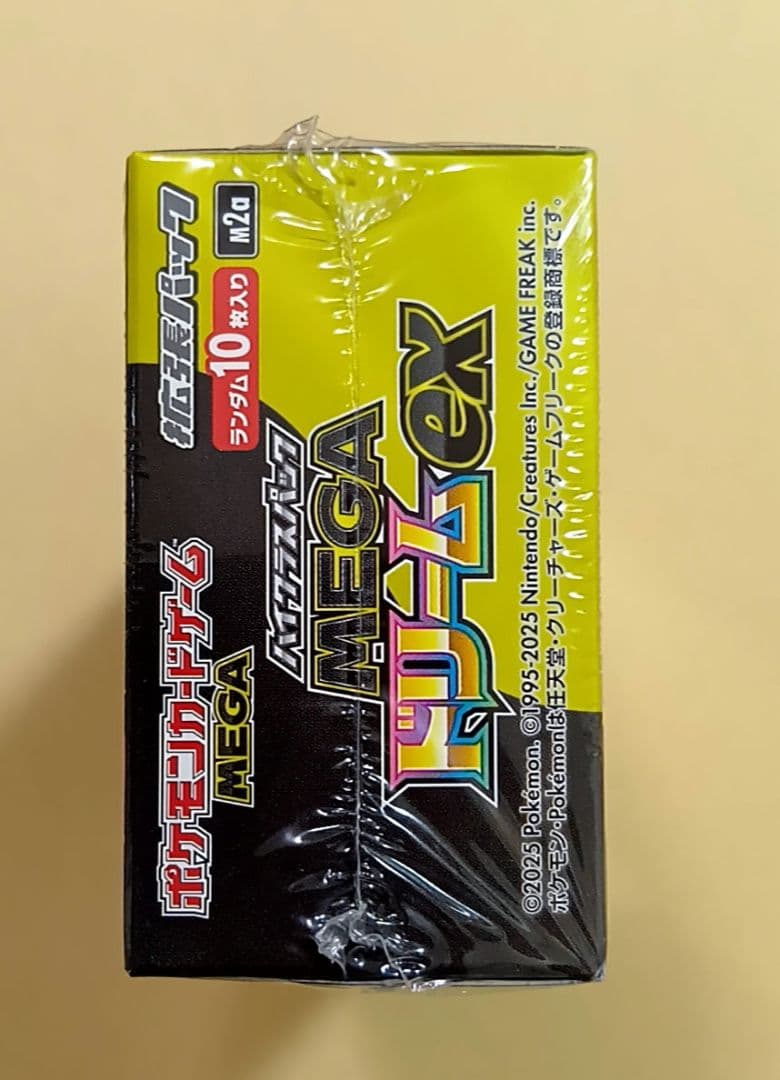 ポケモンカードゲーム
MEGA
拡張パック
ランダム10枚入り
M2a
ハイクラスパック
MEGA
ドリームex
©2025 Pokémon. ©1995-2025 Nintendo/Creatures Inc./GAME FREAK inc.
ポケモン・Pokémonは任天堂・クリーチャーズ・ゲームフリークの登録商標です。